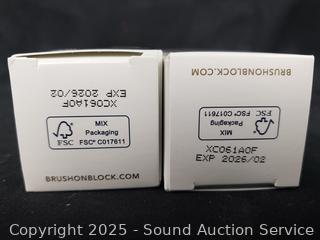 EXP 2026/02
XC061A0F
MIX
Packaging
FSC
FSC® C017611
BRUSHONBLOCK.COM
BRUSHONBLOCK.COM
MIX
Packaging
FSC
FSC® C017611
XC061A0F
EXP 2026/02
Copyright 2025 - Sound Auction Service